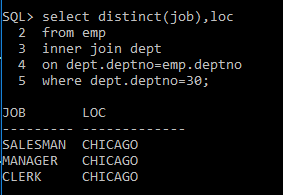 SQL> select distinct(job),loc
2 from emp
3 inner join dept
4 on dept.deptno=emp.deptno
5 where dept.deptno=30;
JOB LOC
--------- -------------
SALESMAN CHICAGO
MANAGER CHICAGO
CLERK CHICAGO